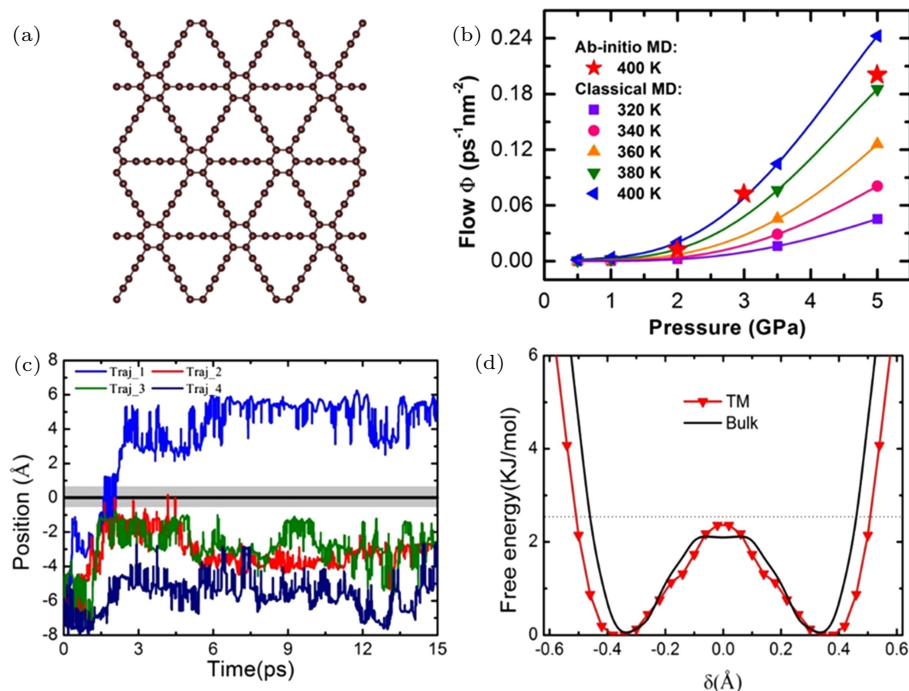 (a)
(b)
Flow Φ (ps⁻¹nm⁻²)
0.24
0.18
0.12
0.06
0.00
Ab-initio MD:
400 K
Classical MD:
320 K
340 K
360 K
380 K
400 K
0 1 2 3 4 5
Pressure (GPa)
(c)
Position (Å)
8
6
4
2
0
-2
-4
-6
-8
Traj_1 Traj_2
Traj_3 Traj_4
0 3 6 9 12 15
Time(ps)
(d)
Free energy(KJ/mol)
6
4
2
0
TM
Bulk
-0.6 -0.4 -0.2 0.0 0.2 0.4 0.6
δ(Å)